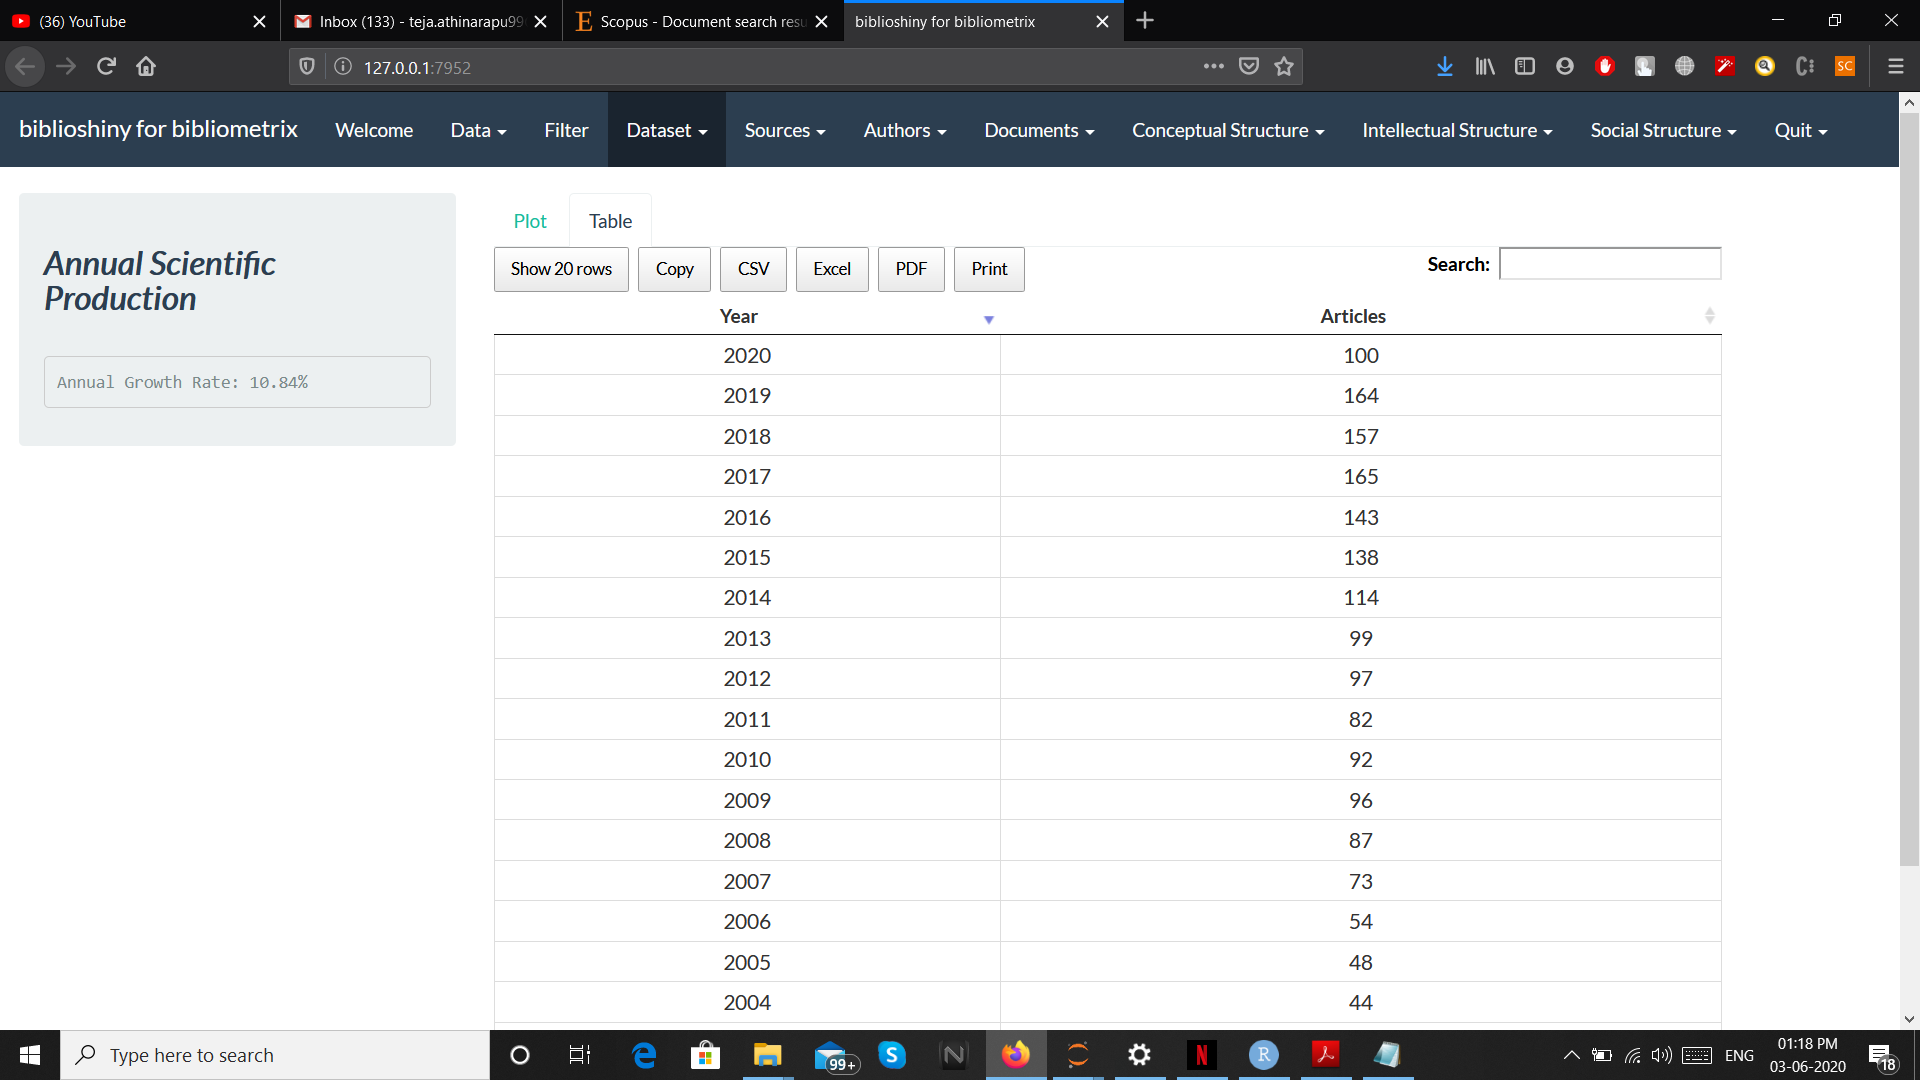 (36) YouTube
Inbox (133) - teja.athinarapu99
Scopus - Document search resu
biblioshiny for bibliometrix
127.0.0.1:7952
SC
biblioshiny for bibliometrix Welcome Data Filter Dataset Sources Authors Documents Conceptual Structure Intellectual Structure Social Structure Quit
Annual Scientific
Production
Annual Growth Rate: 10.84%
Plot Table
Show 20 rows Copy CSV Excel PDF Print Search:
Year Articles
2020 100
2019 164
2018 157
2017 165
2016 143
2015 138
2014 114
2013 99
2012 97
2011 82
2010 92
2009 96
2008 87
2007 73
2006 54
2005 48
2004 44
Type here to search
99+
ENG
01:18 PM
03-06-2020
18